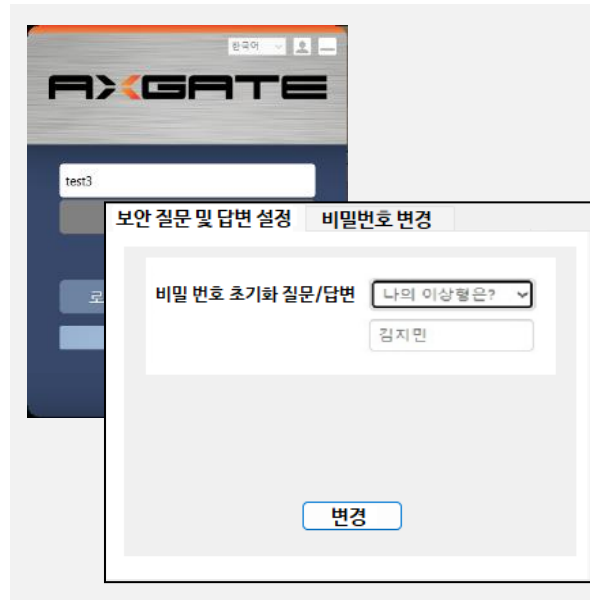 한국어
AXGATE
test3
보안 질문 및 답변 설정 비밀번호 변경
로
비밀 번호 초기화 질문/답변 나의 이상형은?
김지민
변경